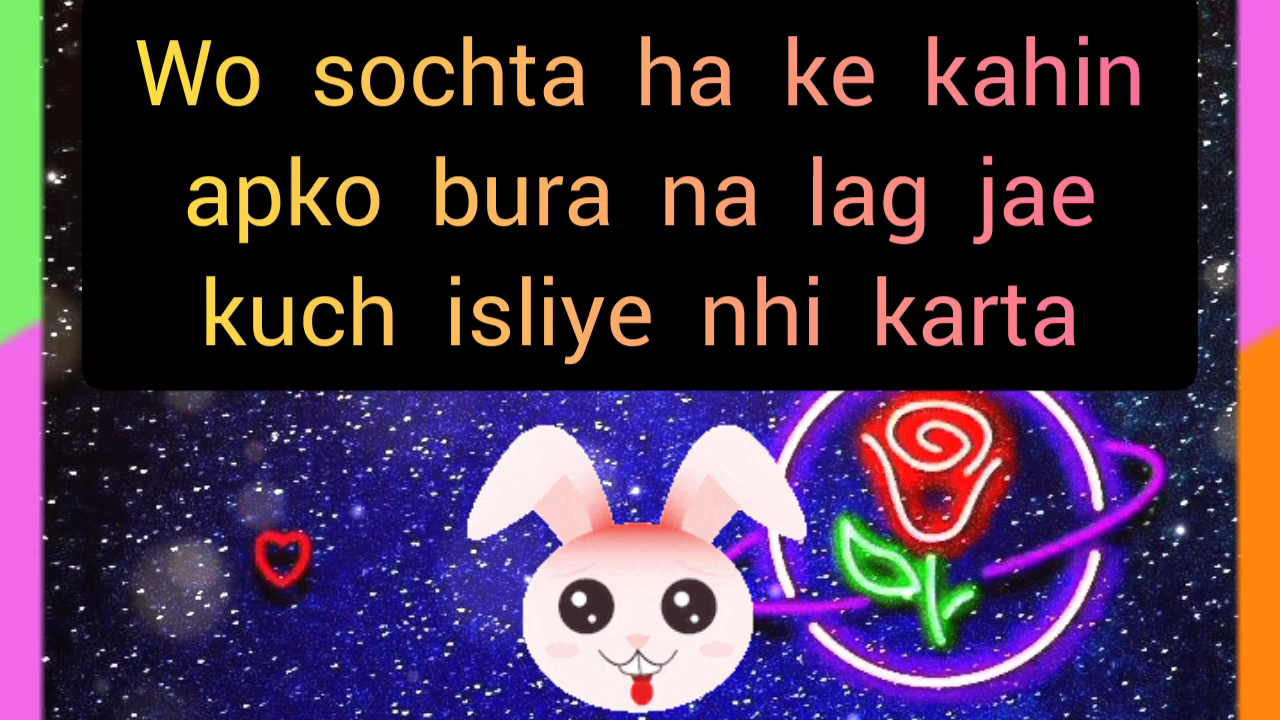 Wo sochta ha ke kahin
apko bura na lag jae
kuch isliye nhi karta